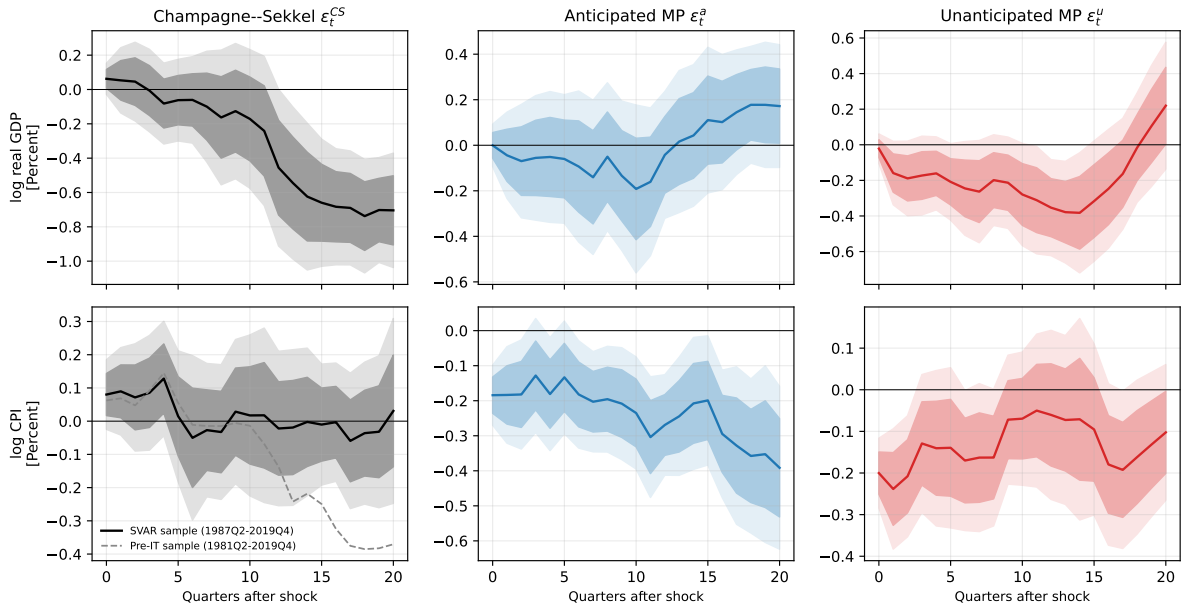 Champagne--Sekkel ε_t^{CS}
Anticipated MP ε_t^a
Unanticipated MP ε_t^u
log real GDP
[Percent]
0.2
0.0
−0.2
−0.4
−0.6
−0.8
−1.0
0.4
0.2
0.0
−0.2
−0.4
−0.6
0.6
0.4
0.2
0.0
−0.2
−0.4
−0.6
log CPI
[Percent]
0.3
0.2
0.1
0.0
−0.1
−0.2
−0.3
−0.4
SVAR sample (1987Q2-2019Q4)
Pre-IT sample (1981Q2-2019Q4)
0 5 10 15 20
Quarters after shock
0.0
−0.1
−0.2
−0.3
−0.4
−0.5
−0.6
0 5 10 15 20
Quarters after shock
0.1
0.0
−0.1
−0.2
−0.3
−0.4
0 5 10 15 20
Quarters after shock